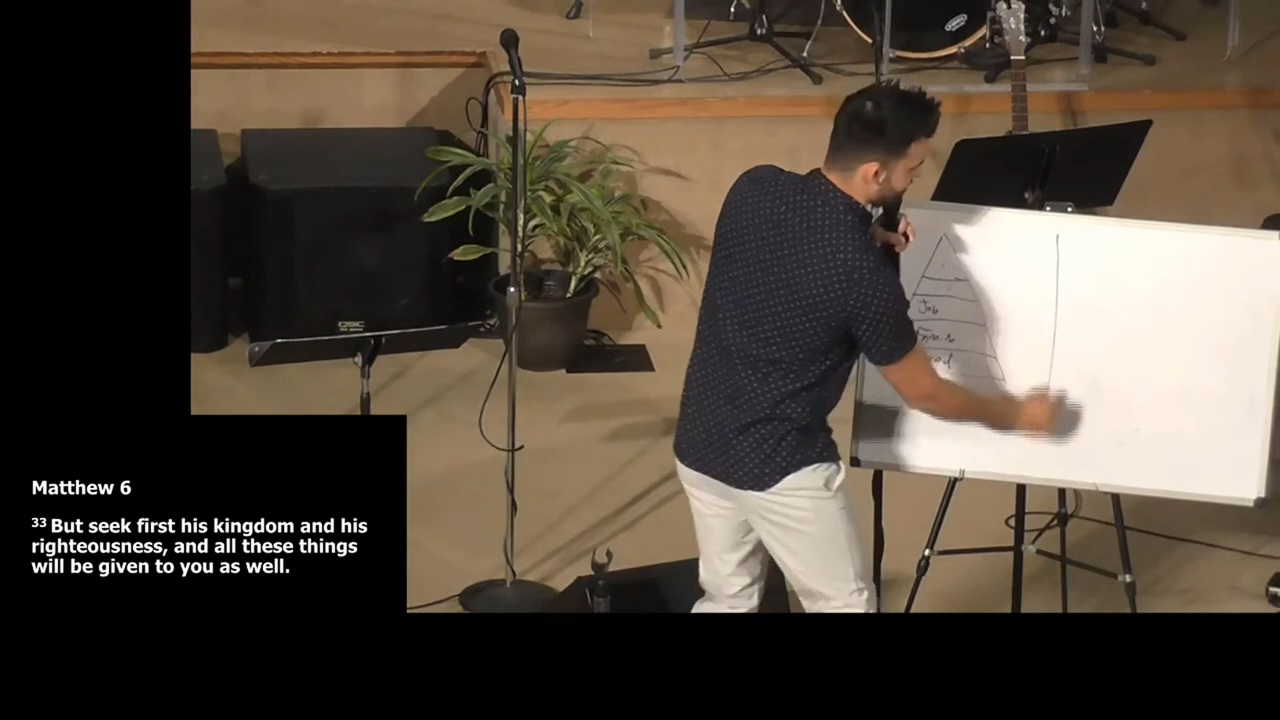 QSC
Job
Matthew 6
33 But seek first his kingdom and his
righteousness, and all these things
will be given to you as well.